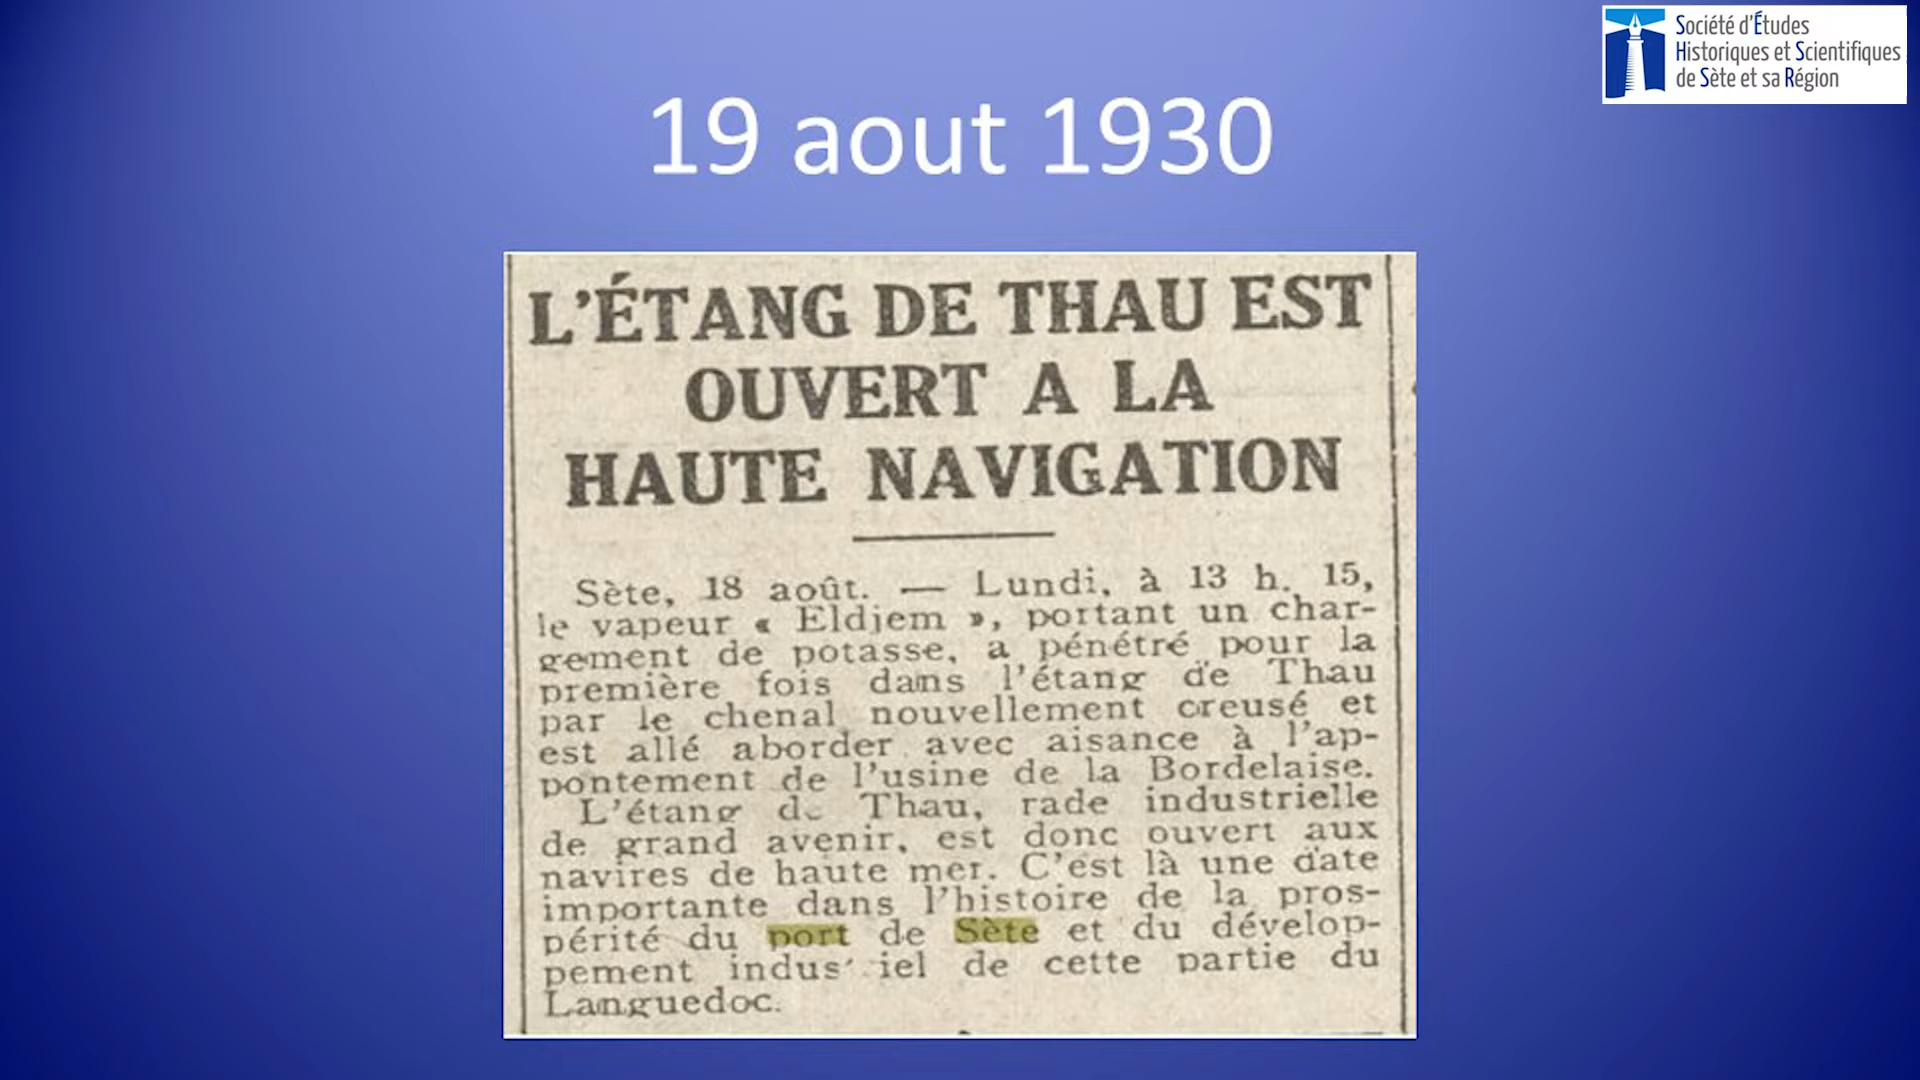 Société d'Études
Historiques et Scientifiques
de Sète et sa Région
19 aout 1930
L'ÉTANG DE THAU EST
OUVERT A LA
HAUTE NAVIGATION
Sète, 18 août. — Lundi, à 13 h. 15,
le vapeur « Eldjem », portant un char-
gement de potasse, a pénétré pour la
première fois dans l'étang de Thau
par le chenal nouvellement creusé et
est allé aborder avec aisance à l'ap-
pontement de l'usine de la Bordelaise.
L'étang de Thau, rade industrielle
de grand avenir, est donc ouvert aux
navires de haute mer. C'est là une date
importante dans l'histoire de la pros-
périté du port de Sète et du dévelop-
pement industriel de cette partie du
Languedoc.